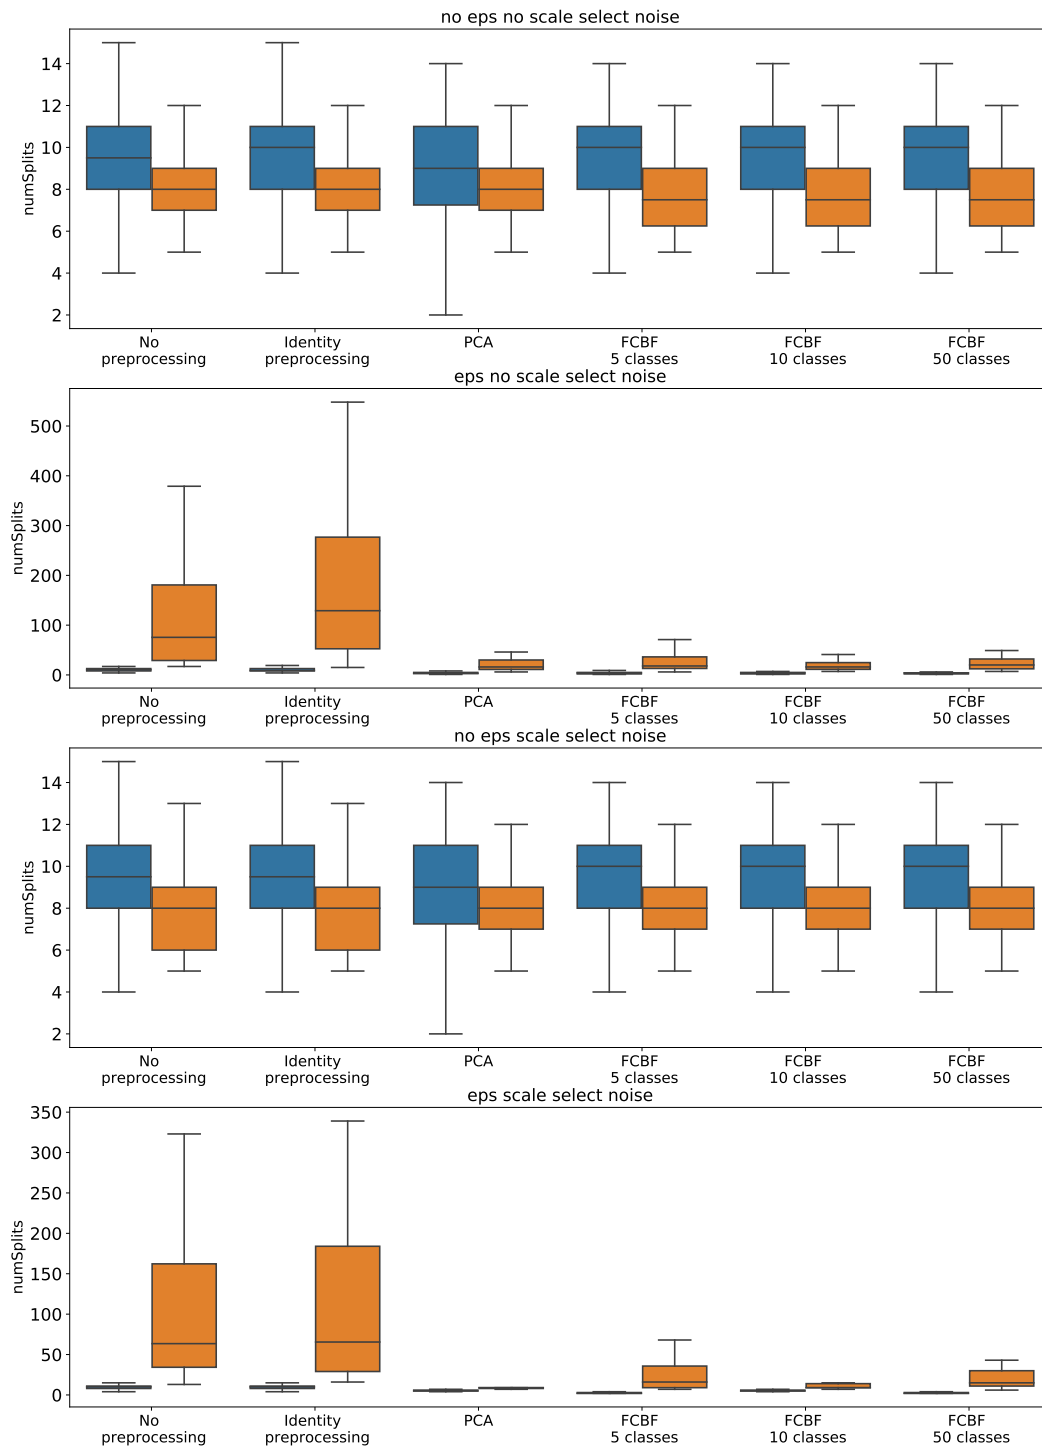 no eps no scale select noise
numSplits
14
12
10
8
6
4
2
No preprocessing
Identity preprocessing
PCA
FCBF 5 classes
FCBF 10 classes
FCBF 50 classes
eps no scale select noise
numSplits
500
400
300
200
100
0
No preprocessing
Identity preprocessing
PCA
FCBF 5 classes
FCBF 10 classes
FCBF 50 classes
no eps scale select noise
numSplits
14
12
10
8
6
4
2
No preprocessing
Identity preprocessing
PCA
FCBF 5 classes
FCBF 10 classes
FCBF 50 classes
eps scale select noise
numSplits
350
300
250
200
150
100
50
0
No preprocessing
Identity preprocessing
PCA
FCBF 5 classes
FCBF 10 classes
FCBF 50 classes